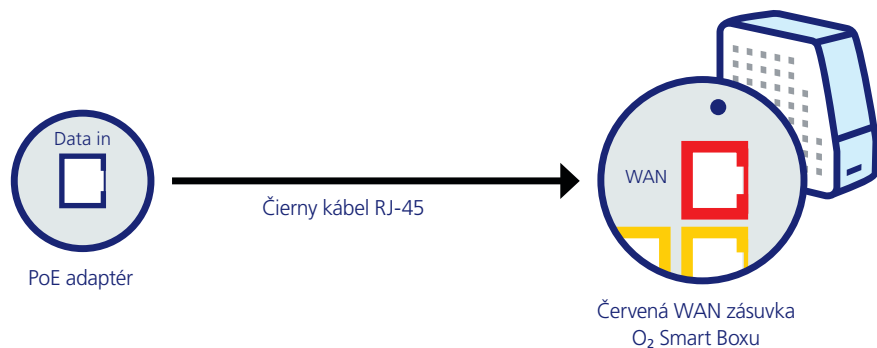 Data in
PoE adaptér
Čierny kábel RJ-45
WAN
Červená WAN zásuvka
O₂ Smart Boxu